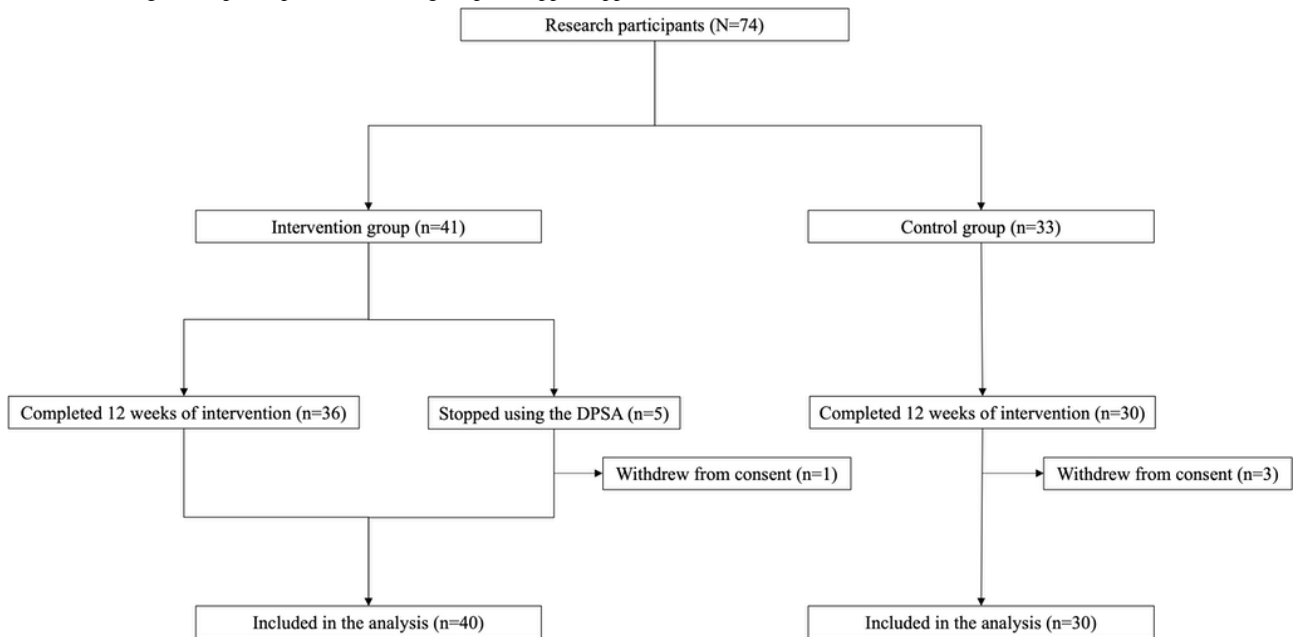 Research participants (N=74)
Intervention group (n=41)
Control group (n=33)
Completed 12 weeks of intervention (n=36)
Stopped using the DPSA (n=5)
Completed 12 weeks of intervention (n=30)
Withdrew from consent (n=1)
Withdrew from consent (n=3)
Included in the analysis (n=40)
Included in the analysis (n=30)